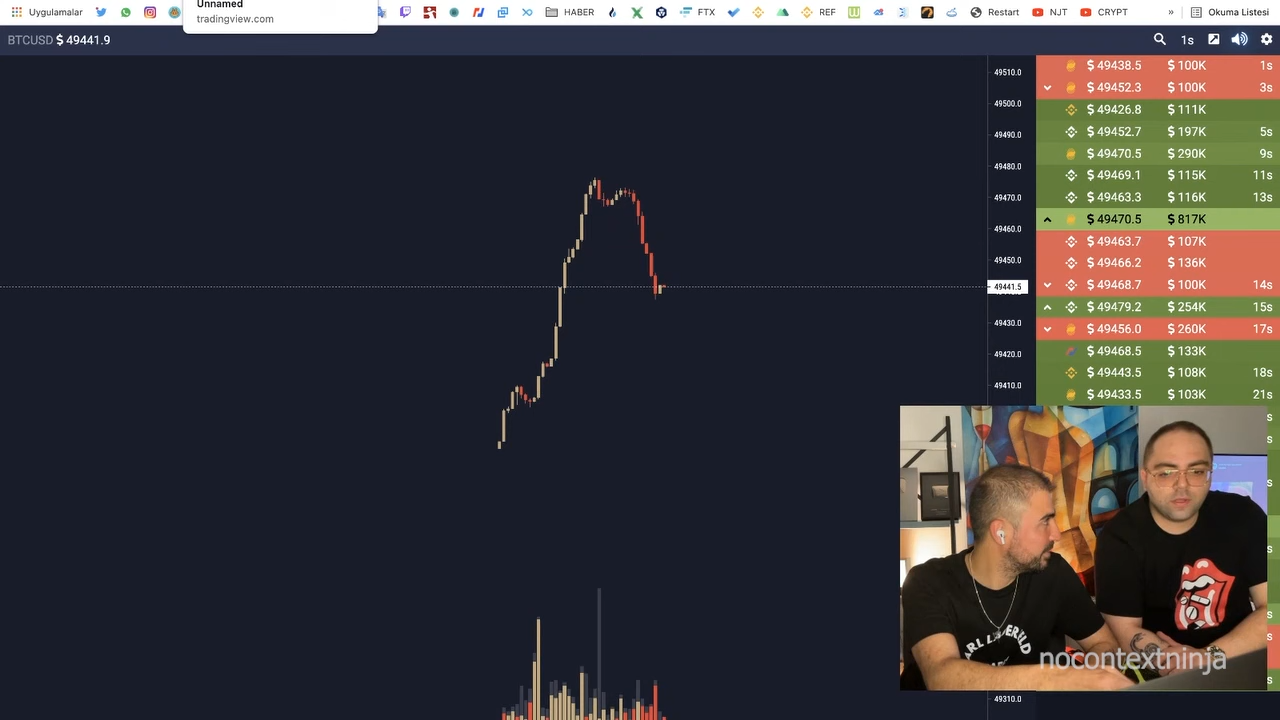 Unnamed
tradingview.com
Uygulamalar
HABER
FTX
REF
Restart
NJT
CRYPT
»
Okuma Listesi
BTCUSD $ 49441.9
1s
49510.0
49500.0
49490.0
49480.0
49470.0
49460.0
49450.0
49441.5
49430.0
49420.0
49410.0
49310.0
$ 49438.5 $ 100K 1s
$ 49452.3 $ 100K 3s
$ 49426.8 $ 111K
$ 49452.7 $ 197K 5s
$ 49470.5 $ 290K 9s
$ 49469.1 $ 115K 11s
$ 49463.3 $ 116K 13s
$ 49470.5 $ 817K
$ 49463.7 $ 107K
$ 49466.2 $ 136K
$ 49468.7 $ 100K 14s
$ 49479.2 $ 254K 15s
$ 49456.0 $ 260K 17s
$ 49468.5 $ 133K
$ 49443.5 $ 108K 18s
$ 49433.5 $ 103K 21s
nocontextninja